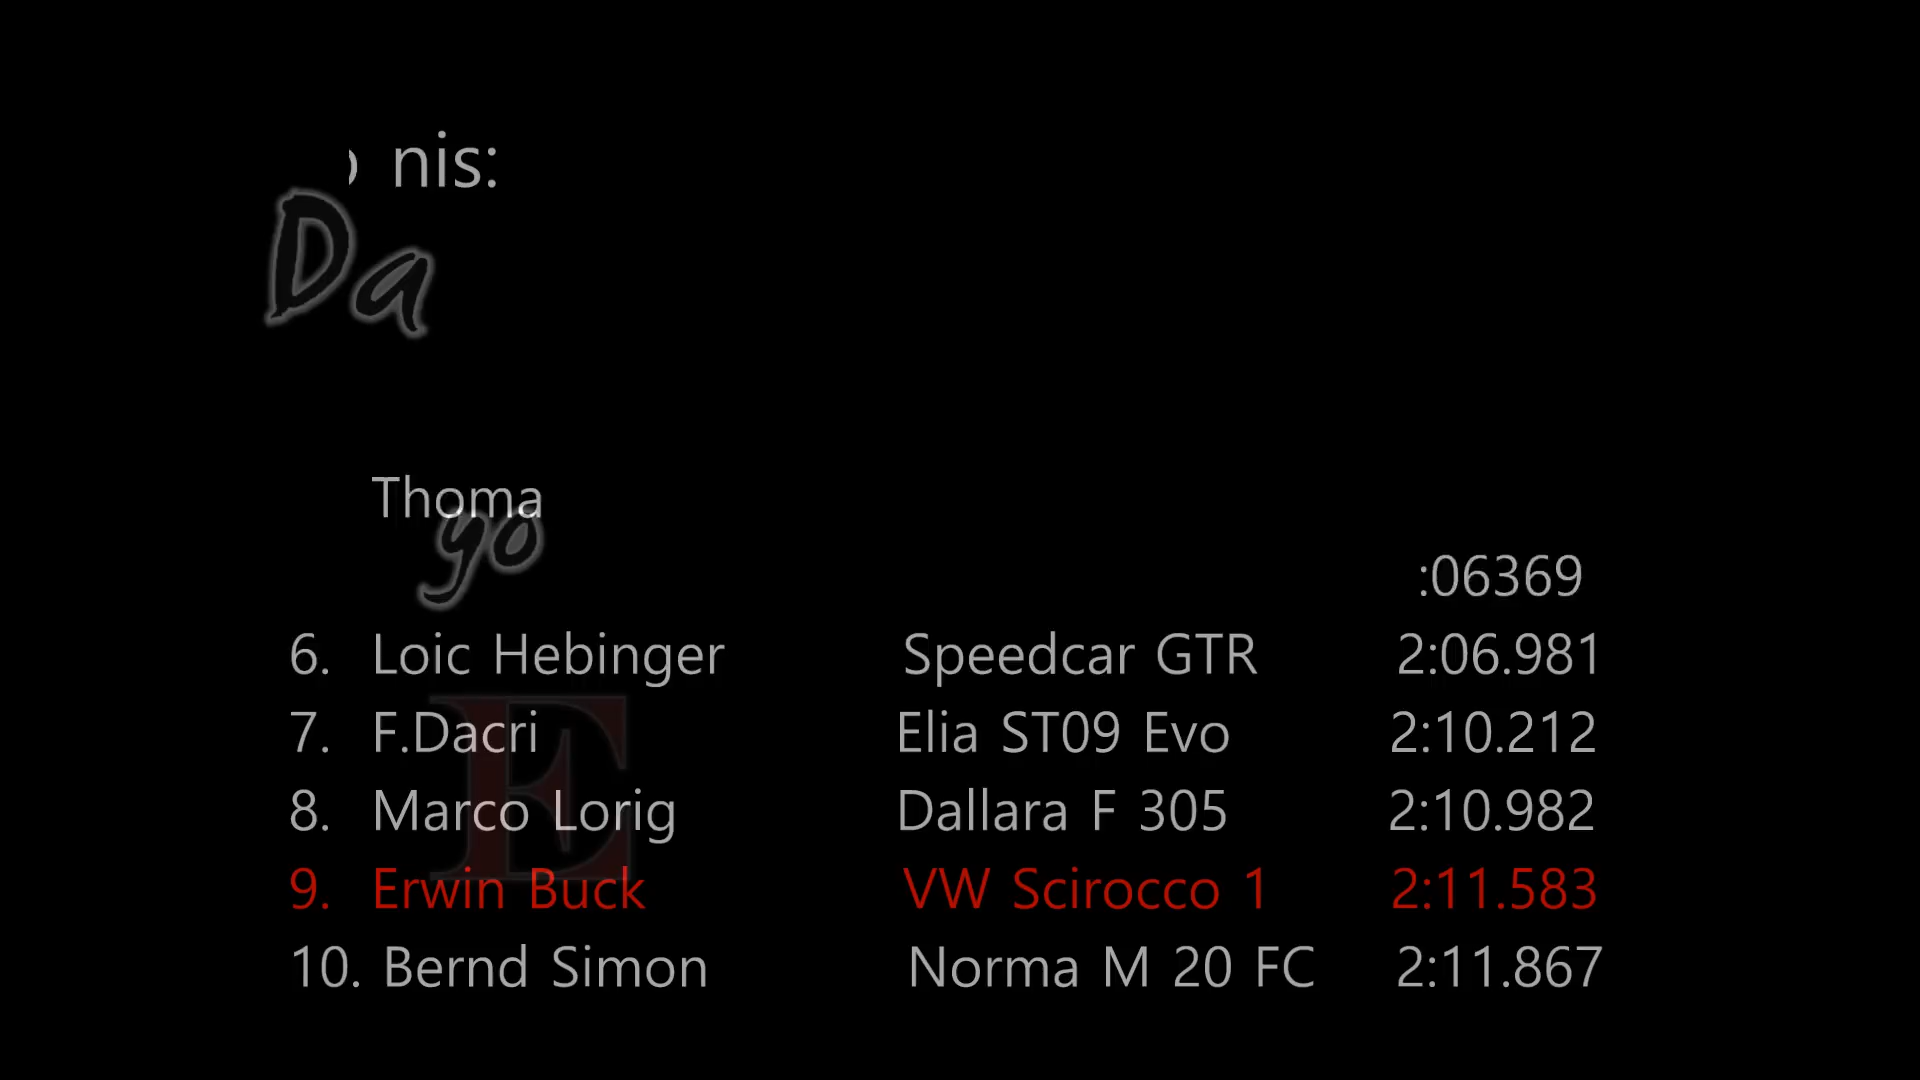 nis:
Da
Thoma
yo
:06369
6. Loic Hebinger Speedcar GTR 2:06.981
7. F.Dacri Elia ST09 Evo 2:10.212
E
8. Marco Lorig Dallara F 305 2:10.982
9. Erwin Buck VW Scirocco 1 2:11.583
10. Bernd Simon Norma M 20 FC 2:11.867